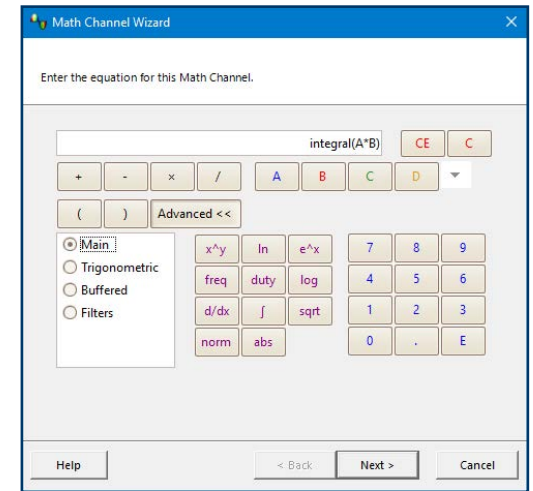 Math Channel Wizard
Enter the equation for this Math Channel.
integral(A*B) CE C
+ - × / A B C D
( ) Advanced <<
Main x^y ln e^x 7 8 9
Trigonometric freq duty log 4 5 6
Buffered d/dx ∫ sqrt 1 2 3
Filters norm abs 0 . E
Help < Back Next > Cancel